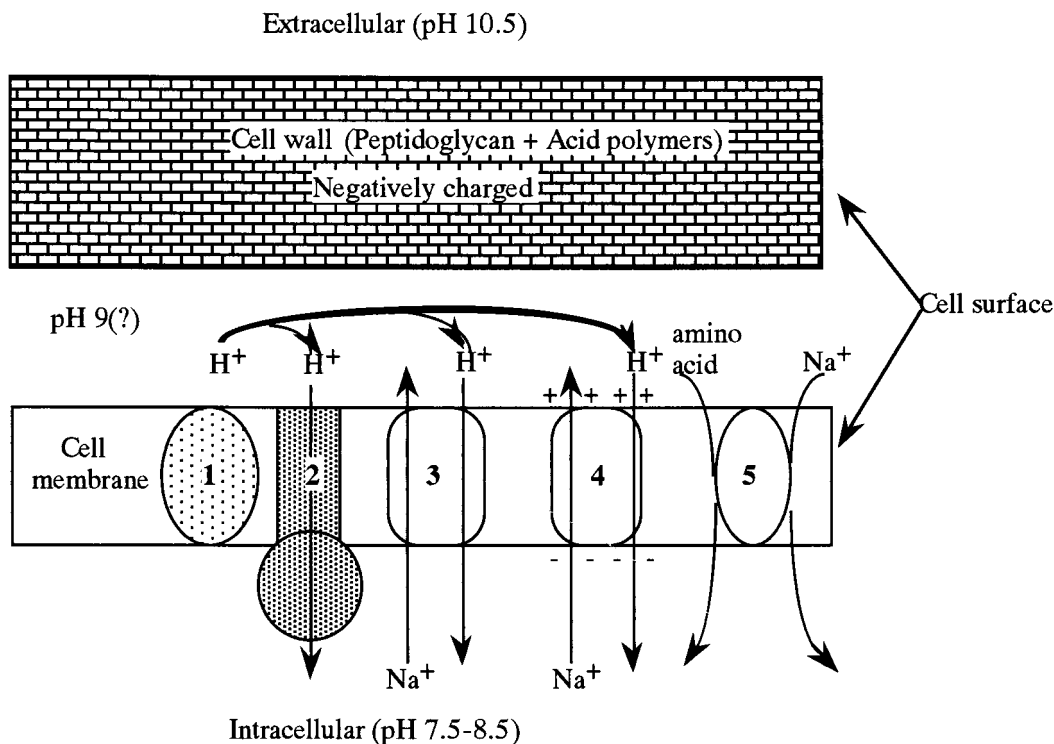 Extracellular (pH 10.5)
Cell wall (Peptidoglycan + Acid polymers)
Negatively charged
Cell surface
pH 9(?)
H+ H+ H+ H+
amino
acid
Na+
+ + + +
Cell
membrane
1 2 3 4 5
- - - -
Na+ Na+
Intracellular (pH 7.5-8.5)